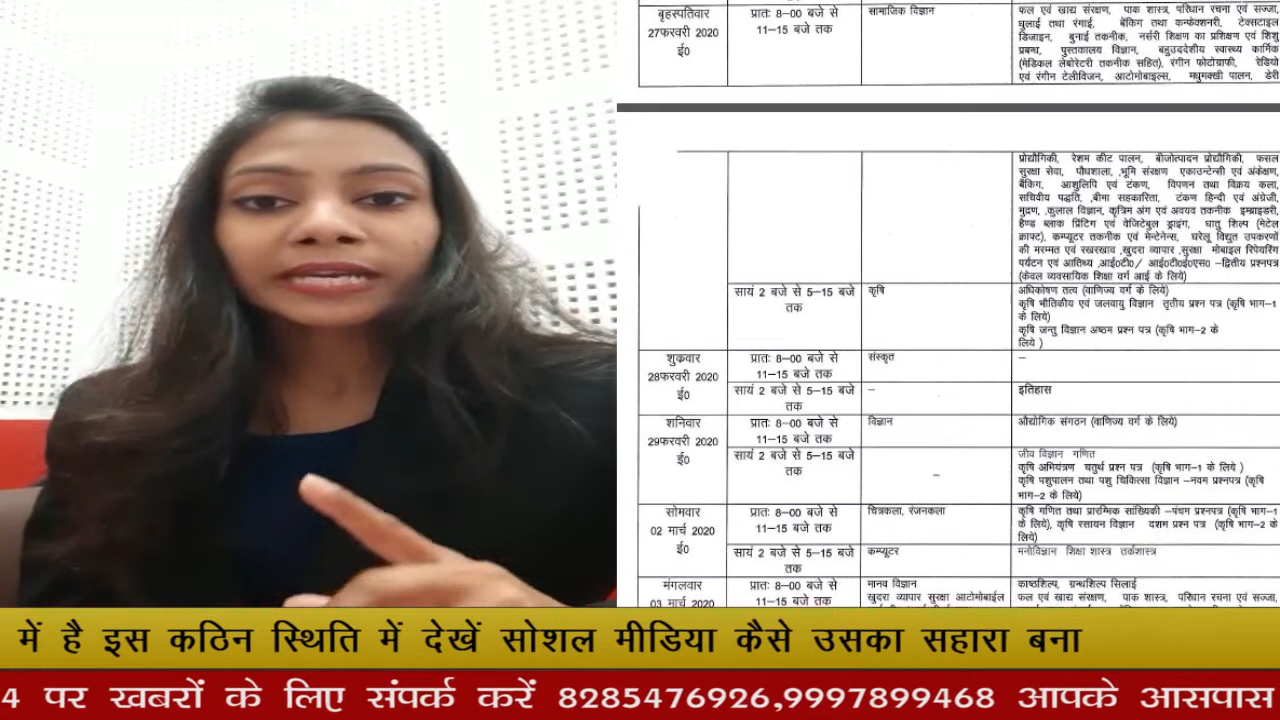 बृहस्पतिवार
27फरवरी 2020
ई0
प्रातः 8–00 बजे से
11–15 बजे तक
सामाजिक विज्ञान
फल एवं खाद्य संरक्षण, पाक शास्त्र, परिधान रचना एवं सज्जा,
धुलाई तथा रंगाई, बेंकिग तथा कन्फेक्शनरी, टेक्सटाइल
डिजाइन, बुनाई तकनीक, नर्सरी शिक्षण का प्रशिक्षण एवं शिशु
प्रबन्ध, पुस्तकालय विज्ञान, बहुउददेशीय स्वास्थ्य कार्मिक
(मेडिकल लेबोरेटरी तकनीक सहित), रंगीन फोटोग्राफी, रेडियो
एवं रंगीन टेलीविजन, आटोमोबाइल्स, मधुमक्खी पालन, डेरी
प्रोद्यौगिकी, रेशम कीट पालन, बीजोत्पादन प्रोद्यौगिकी, फसल
सुरक्षा सेवा, पौधशाला, ,भूमि संरक्षण एकाउन्टेन्सी एवं अंकेक्षण,
बैंकिग, आशुलिपि एवं टंकण, विपणन तथा विक्रय कला,
सचिवीय पद्धति, ,बीमा सहकारिता, टंकण हिन्दी एवं अंग्रेजी,
मुद्रण, ,कुलाल विज्ञान, कृत्रिम अंग एवं अवयव तकनीक इम्ब्राइडरी,
हैण्ड ब्लाक प्रिंटिग एवं वेजिटेबुल ड्राइंग, धातु शिल्प (मेटेल
क्राफ्ट), कम्प्यूटर तकनीक एवं मेन्टेनेन्स, घरेलू विद्युत उपकरणों
की मरम्मत एवं रखरखाव ,खुदरा व्यापार ,सुरक्षा मोबाइल रिपेयरिंग
पर्यटन एवं आतिथ्य ,आई0टी0/ आई0टी0ई0एस0 –द्वितीय प्रश्नपत्र
(केवल व्यवसायिक शिक्षा वर्ग आई के लिये)
सायं 2 बजे से 5–15 बजे
तक
कृषि
अधिकोषण तत्व (वाणिज्य वर्ग के लिये)
कृषि भौतिकीय एवं जलवायु विज्ञान तृतीय प्रश्न पत्र (कृषि भाग–1
के लिये)
कृषि जन्तु विज्ञान अष्ठम प्रश्न पत्र (कृषि भाग–2 के
लिये )
शुक्रवार
28फरवरी 2020
ई0
प्रातः 8–00 बजे से
11–15 बजे तक
संस्कृत
–
सायं 2 बजे से 5–15 बजे
तक
–
इतिहास
शनिवार
29फरवरी 2020
ई0
प्रातः 8–00 बजे से
11–15 बजे तक
विज्ञान
औद्योगिक संगठन (वाणिज्य वर्ग के लिये)
सायं 2 बजे से 5–15 बजे
तक
–
जीव विज्ञान गणित
कृषि अभियंत्रण चतुर्थ प्रश्न पत्र (कृषि भाग–1 के लिये )
कृषि पशुपालन तथा पशु चिकित्सा विज्ञान –नवम प्रश्नपत्र (कृषि
भाग–2 के लिये)
सोमवार
02 मार्च 2020
ई0
प्रातः 8–00 बजे से
11–15 बजे तक
चित्रकला, रंजनकला
कृषि गणित तथा प्रारम्भिक सांख्यिकी –पंचम प्रश्नपत्र (कृषि भाग–1
के लिये), कृषि रसायन विज्ञान दशम प्रश्न पत्र (कृषि भाग–2 के
लिये)
सायं 2 बजे से 5–15 बजे
तक
कम्प्यूटर
मनोविज्ञान शिक्षा शास्त्र तर्कशास्त्र
मंगलवार
03 मार्च 2020
प्रातः 8–00 बजे से
11–15 बजे तक
मानव विज्ञान
खुदरा व्यापार सुरक्षा आटोमोबाईल
काष्ठशिल्प, ग्रन्थशिल्प सिलाई
फल एवं खाद्य संरक्षण, पाक शास्त्र, परिधान रचना एवं सज्जा,
में है इस कठिन स्थिति में देखें सोशल मीडिया कैसे उसका सहारा बना
4 पर खबरों के लिए संपर्क करें 8285476926,9997899468 आपके आसपास